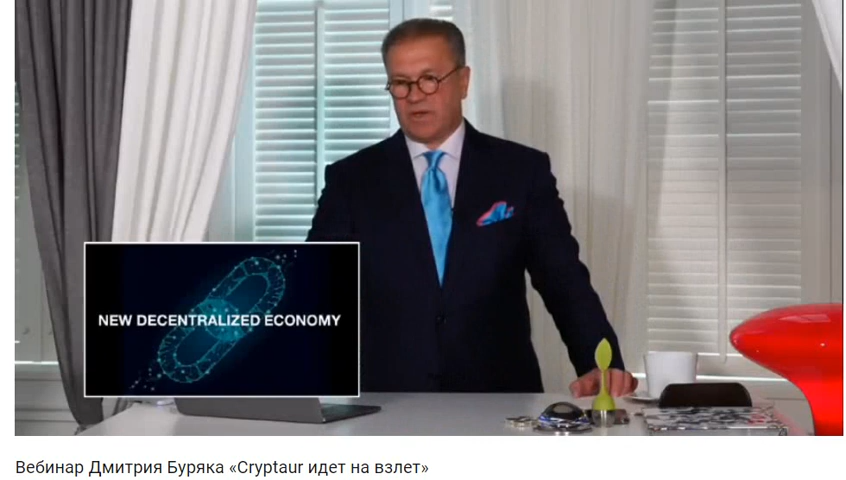 NEW DECENTRALIZED ECONOMY
Вебинар Дмитрия Буряка «Cryptaur идет на взлет»